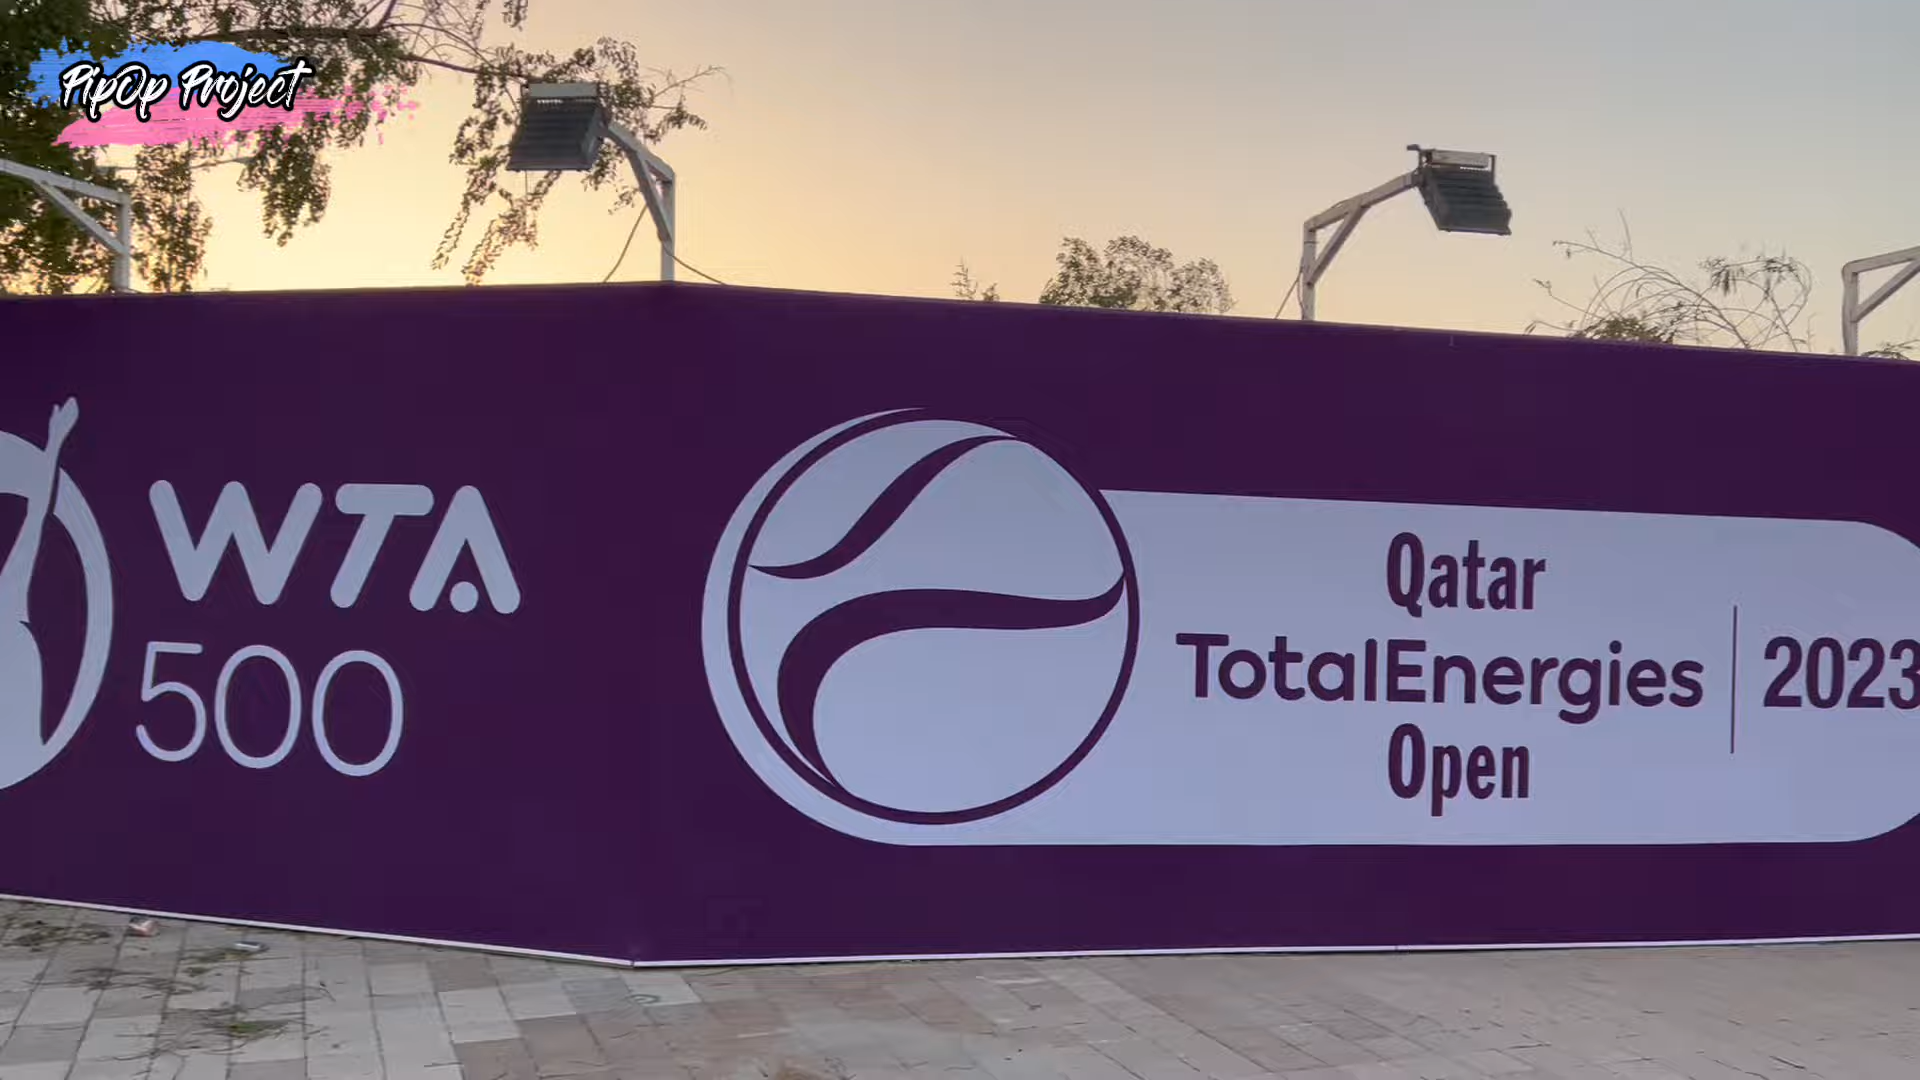 PipOp Project
WTA
500
Qatar
TotalEnergies
Open
2023